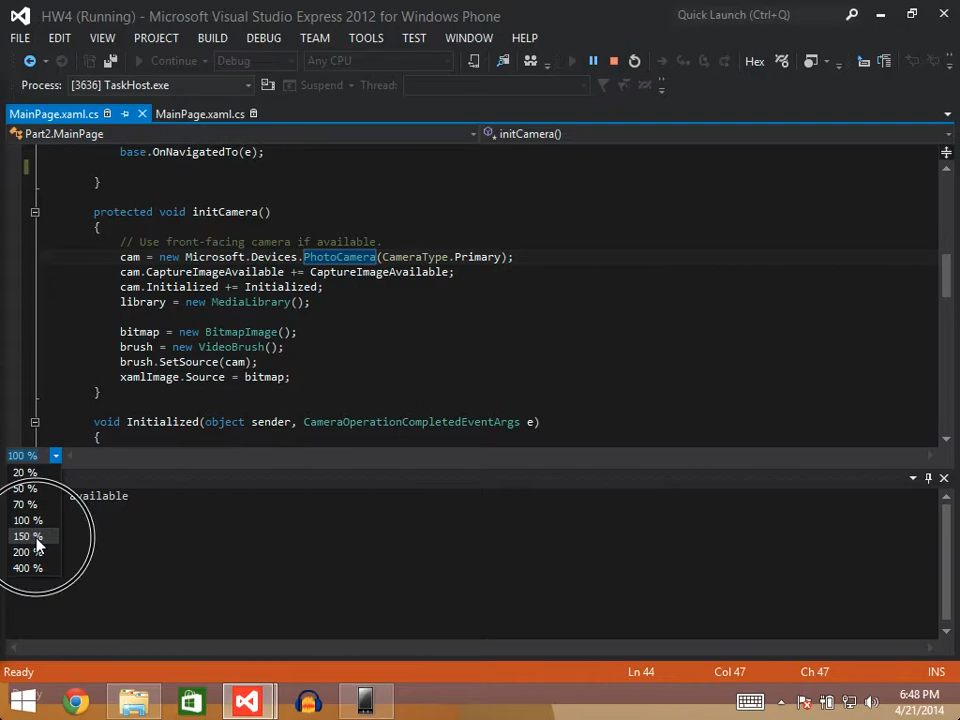 HW4 (Running) - Microsoft Visual Studio Express 2012 for Windows Phone
Quick Launch (Ctrl+Q)
FILE EDIT VIEW PROJECT BUILD DEBUG TEAM TOOLS TEST WINDOW HELP
Continue Debug Any CPU Hex
Process: [3636] TaskHost.exe Suspend Thread:
MainPage.xaml.cs MainPage.xaml.cs
Part2.MainPage initCamera()
base.OnNavigatedTo(e);
}
protected void initCamera()
{
// Use front-facing camera if available.
cam = new Microsoft.Devices.PhotoCamera(CameraType.Primary);
cam.CaptureImageAvailable += CaptureImageAvailable;
cam.Initialized += Initialized;
library = new MediaLibrary();
bitmap = new BitmapImage();
brush = new VideoBrush();
brush.SetSource(cam);
xamlImage.Source = bitmap;
}
void Initialized(object sender, CameraOperationCompletedEventArgs e)
{
100 %
20 %
50 %
available
70 %
100 %
150 %
200 %
400 %
Ready Ln 44 Col 47 Ch 47 INS
6:48 PM
4/21/2014